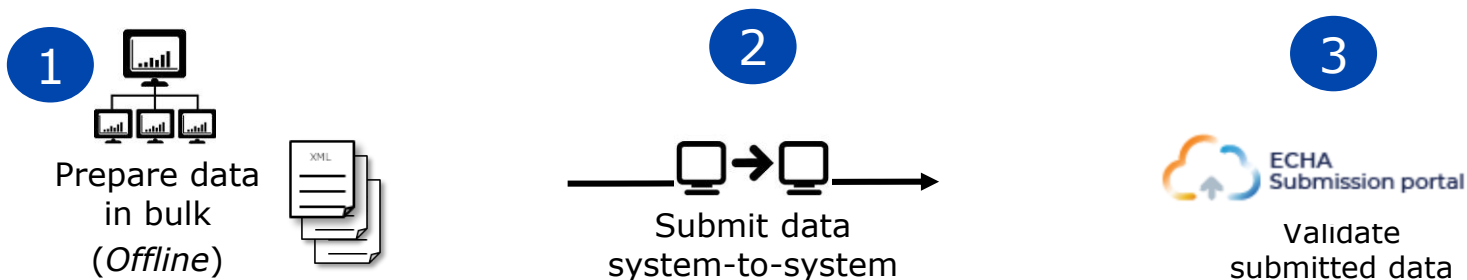 1
Prepare data
in bulk
(Offline)
XML
2
Submit data
system-to-system
3
ECHA
Submission portal
Validate
submitted data